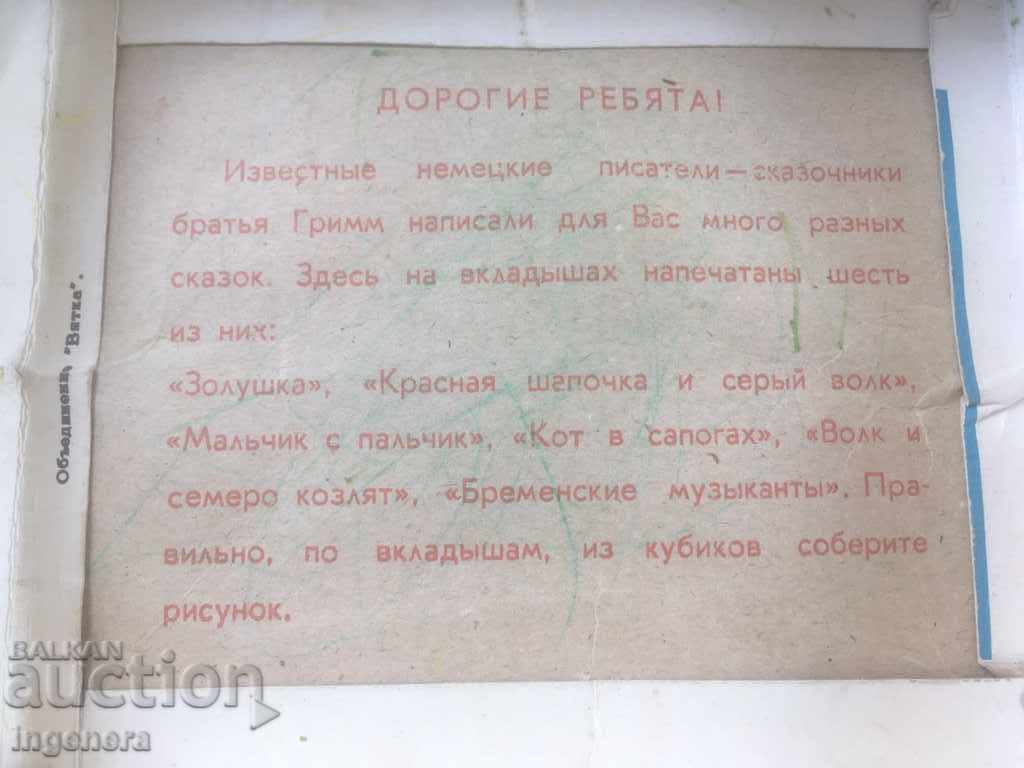 ДОРОГИЕ РЕБЯТА!
Известные немецкие писатели — сказочники
братья Гримм написали для Вас много разных
сказок. Здесь на вкладышах напечатаны шесть
из них:
«Золушка», «Красная шапочка и серый волк»,
«Мальчик с пальчик», «Кот в сапогах», «Волк и
семеро козлят», «Бременские музыканты». Пра-
вильно, по вкладышам, из кубиков соберите
рисунок.
"Вятка".
BALKAN
auction
ingenera